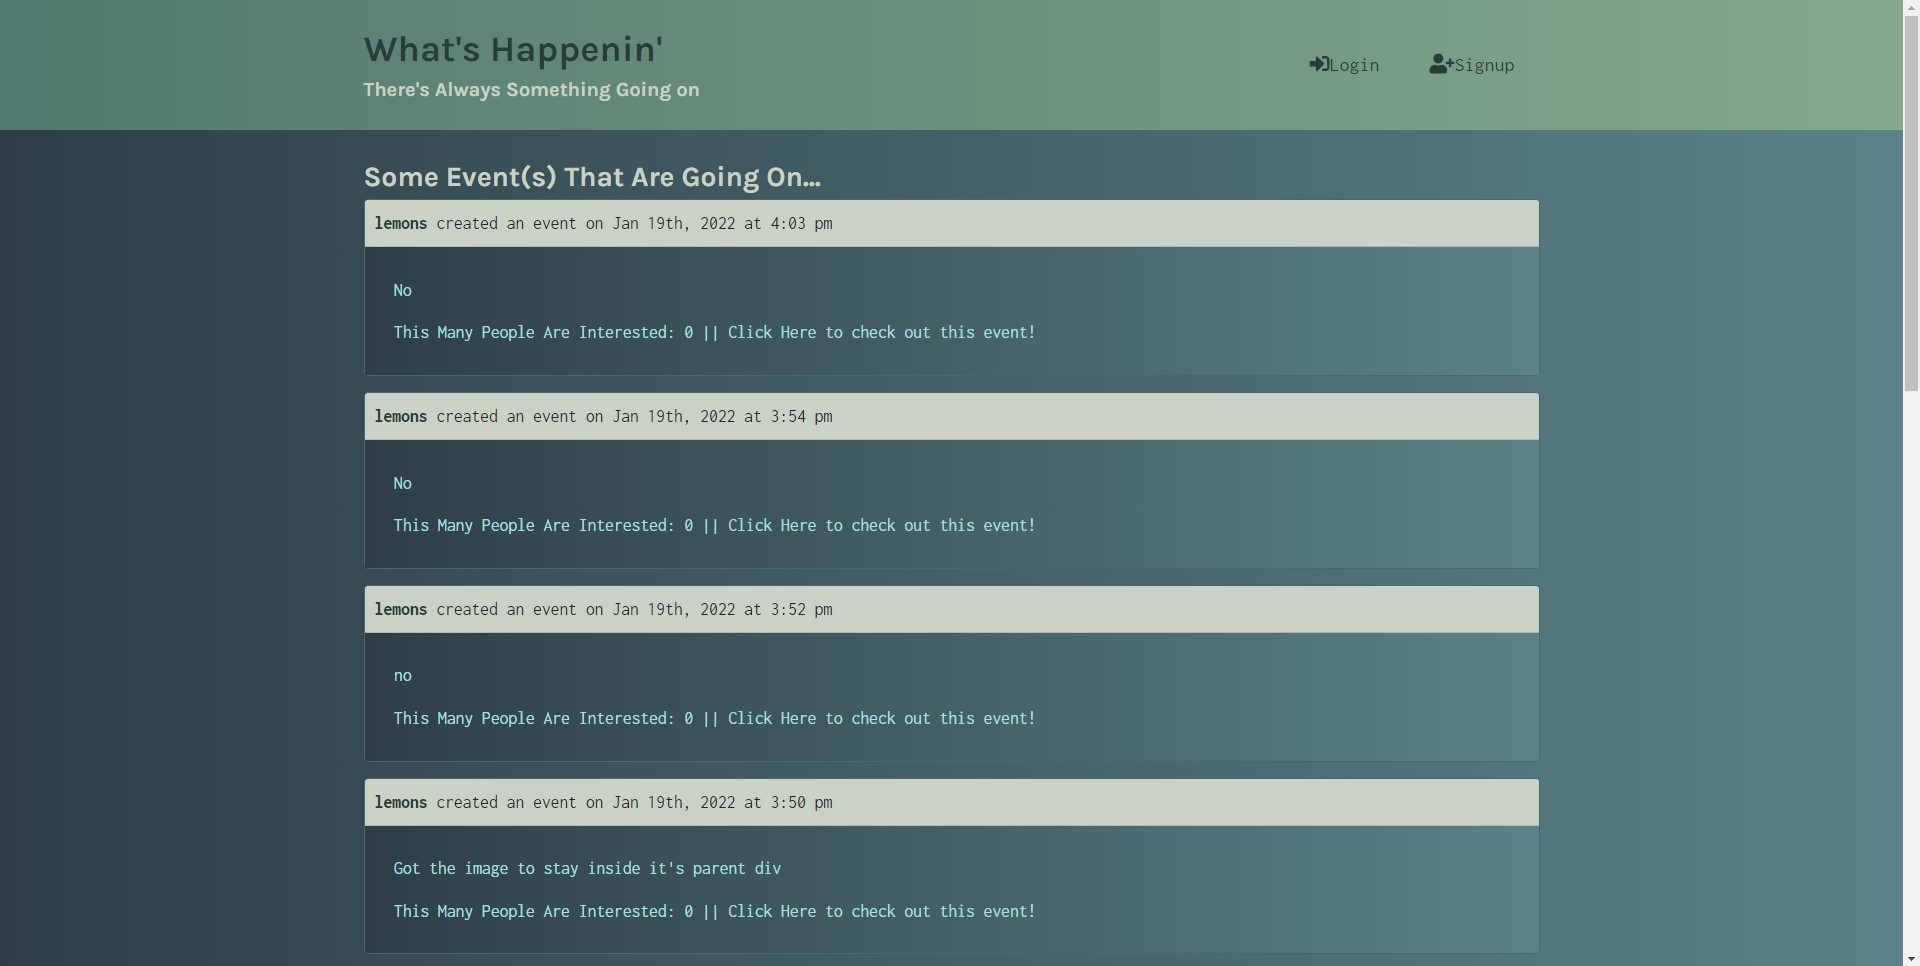 What's Happenin'
There's Always Something Going on
Login
Signup
Some Event(s) That Are Going On...
lemons created an event on Jan 19th, 2022 at 4:03 pm
No
This Many People Are Interested: 0 || Click Here to check out this event!
lemons created an event on Jan 19th, 2022 at 3:54 pm
No
This Many People Are Interested: 0 || Click Here to check out this event!
lemons created an event on Jan 19th, 2022 at 3:52 pm
no
This Many People Are Interested: 0 || Click Here to check out this event!
lemons created an event on Jan 19th, 2022 at 3:50 pm
Got the image to stay inside it's parent div
This Many People Are Interested: 0 || Click Here to check out this event!